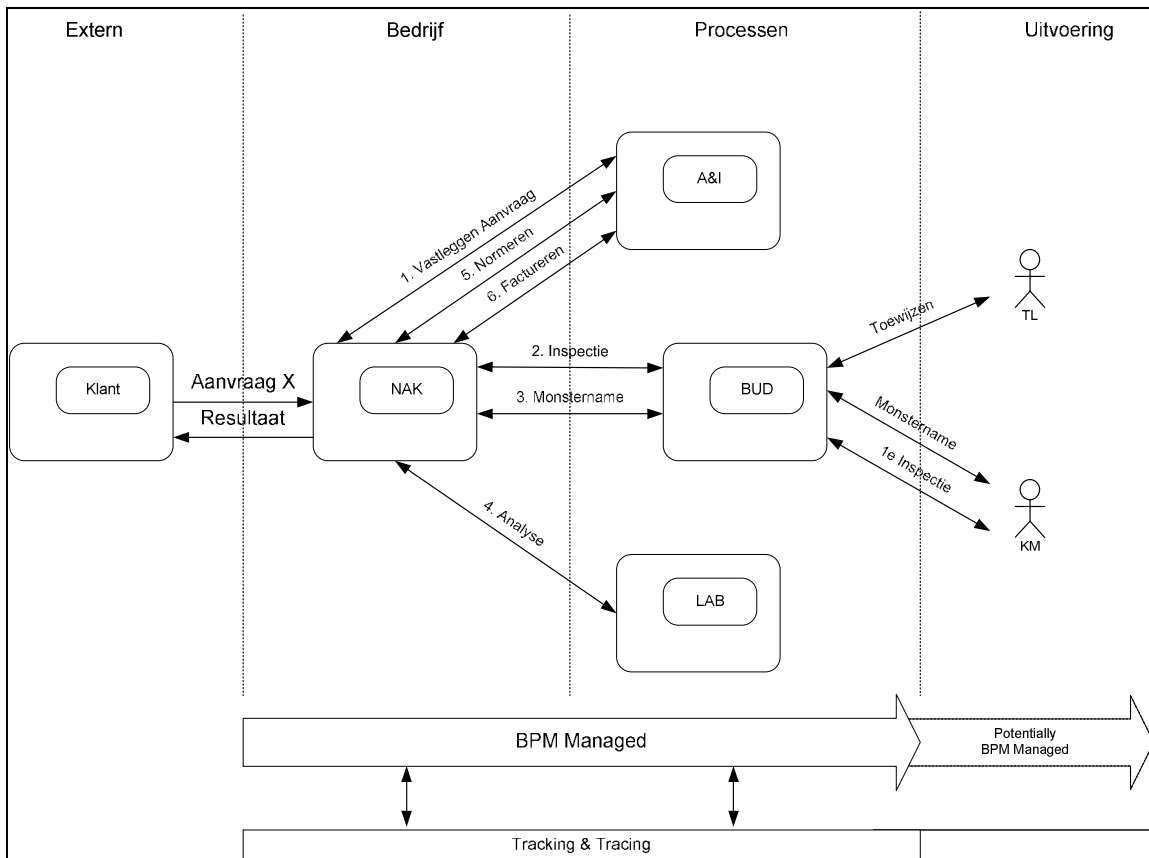 Extern
Bedrijf
Processen
Uitvoering
A&I
1. Vastleggen Aanvraag
5. Normeren
6. Factureren
TL
Toewijzen
Klant
Aanvraag X
Resultaat
NAK
2. Inspectie
3. Monstername
BUD
Monstername
1e Inspectie
KM
4. Analyse
LAB
BPM Managed
Potentially
BPM Managed
Tracking & Tracing